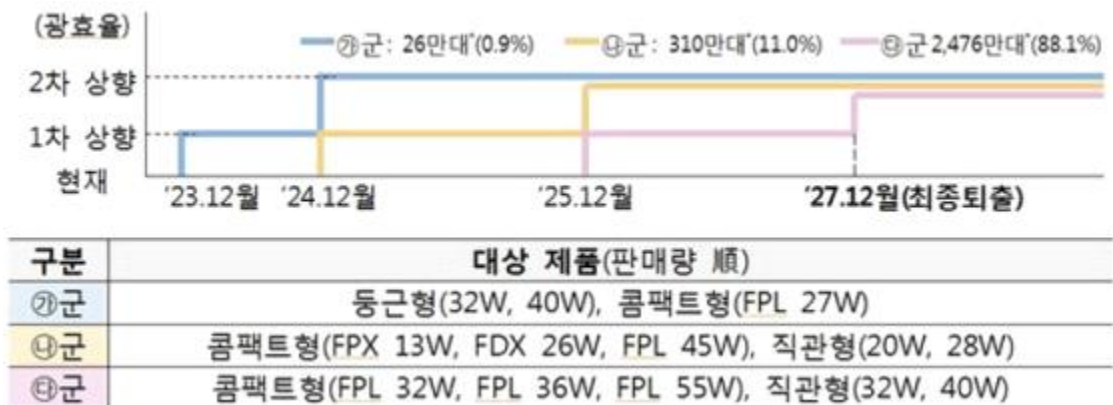 (광효율)
㉮군: 26만대*(0.9%) ㉯군: 310만대*(11.0%) ㉰군 2,476만대*(88.1%)
2차 상향
1차 상향
현재
'23.12월 '24.12월 '25.12월 '27.12월(최종퇴출)
구분 대상 제품(판매량 順)
㉮군 둥근형(32W, 40W), 콤팩트형(FPL 27W)
㉯군 콤팩트형(FPX 13W, FDX 26W, FPL 45W), 직관형(20W, 28W)
㉰군 콤팩트형(FPL 32W, FPL 36W, FPL 55W), 직관형(32W, 40W)